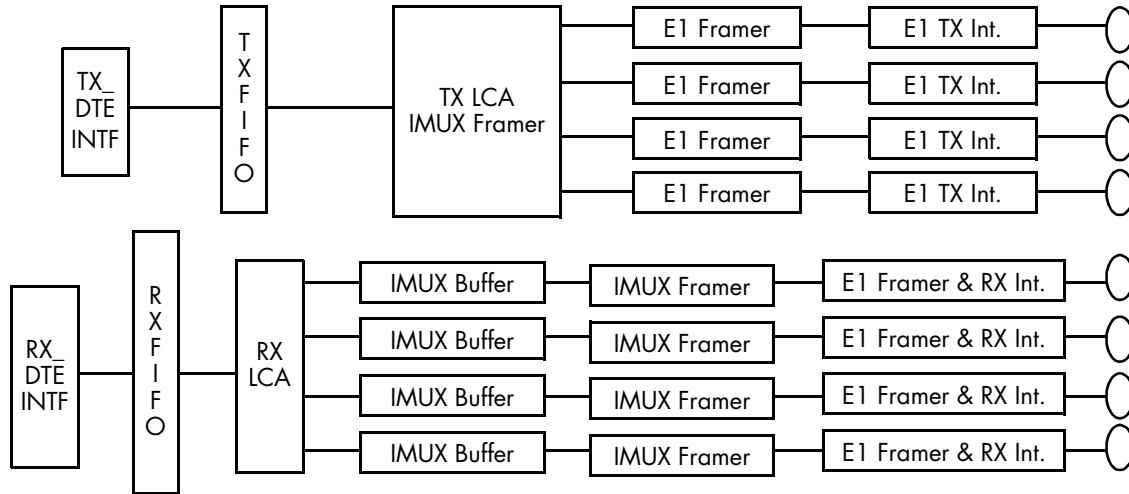 TX_
DTE
INTF
T
X
F
I
F
O
TX LCA
IMUX Framer
E1 Framer
E1 TX Int.
E1 Framer
E1 TX Int.
E1 Framer
E1 TX Int.
E1 Framer
E1 TX Int.
RX_
DTE
INTF
R
X
F
I
F
O
RX
LCA
IMUX Buffer
IMUX Framer
E1 Framer & RX Int.
IMUX Buffer
IMUX Framer
E1 Framer & RX Int.
IMUX Buffer
IMUX Framer
E1 Framer & RX Int.
IMUX Buffer
IMUX Framer
E1 Framer & RX Int.